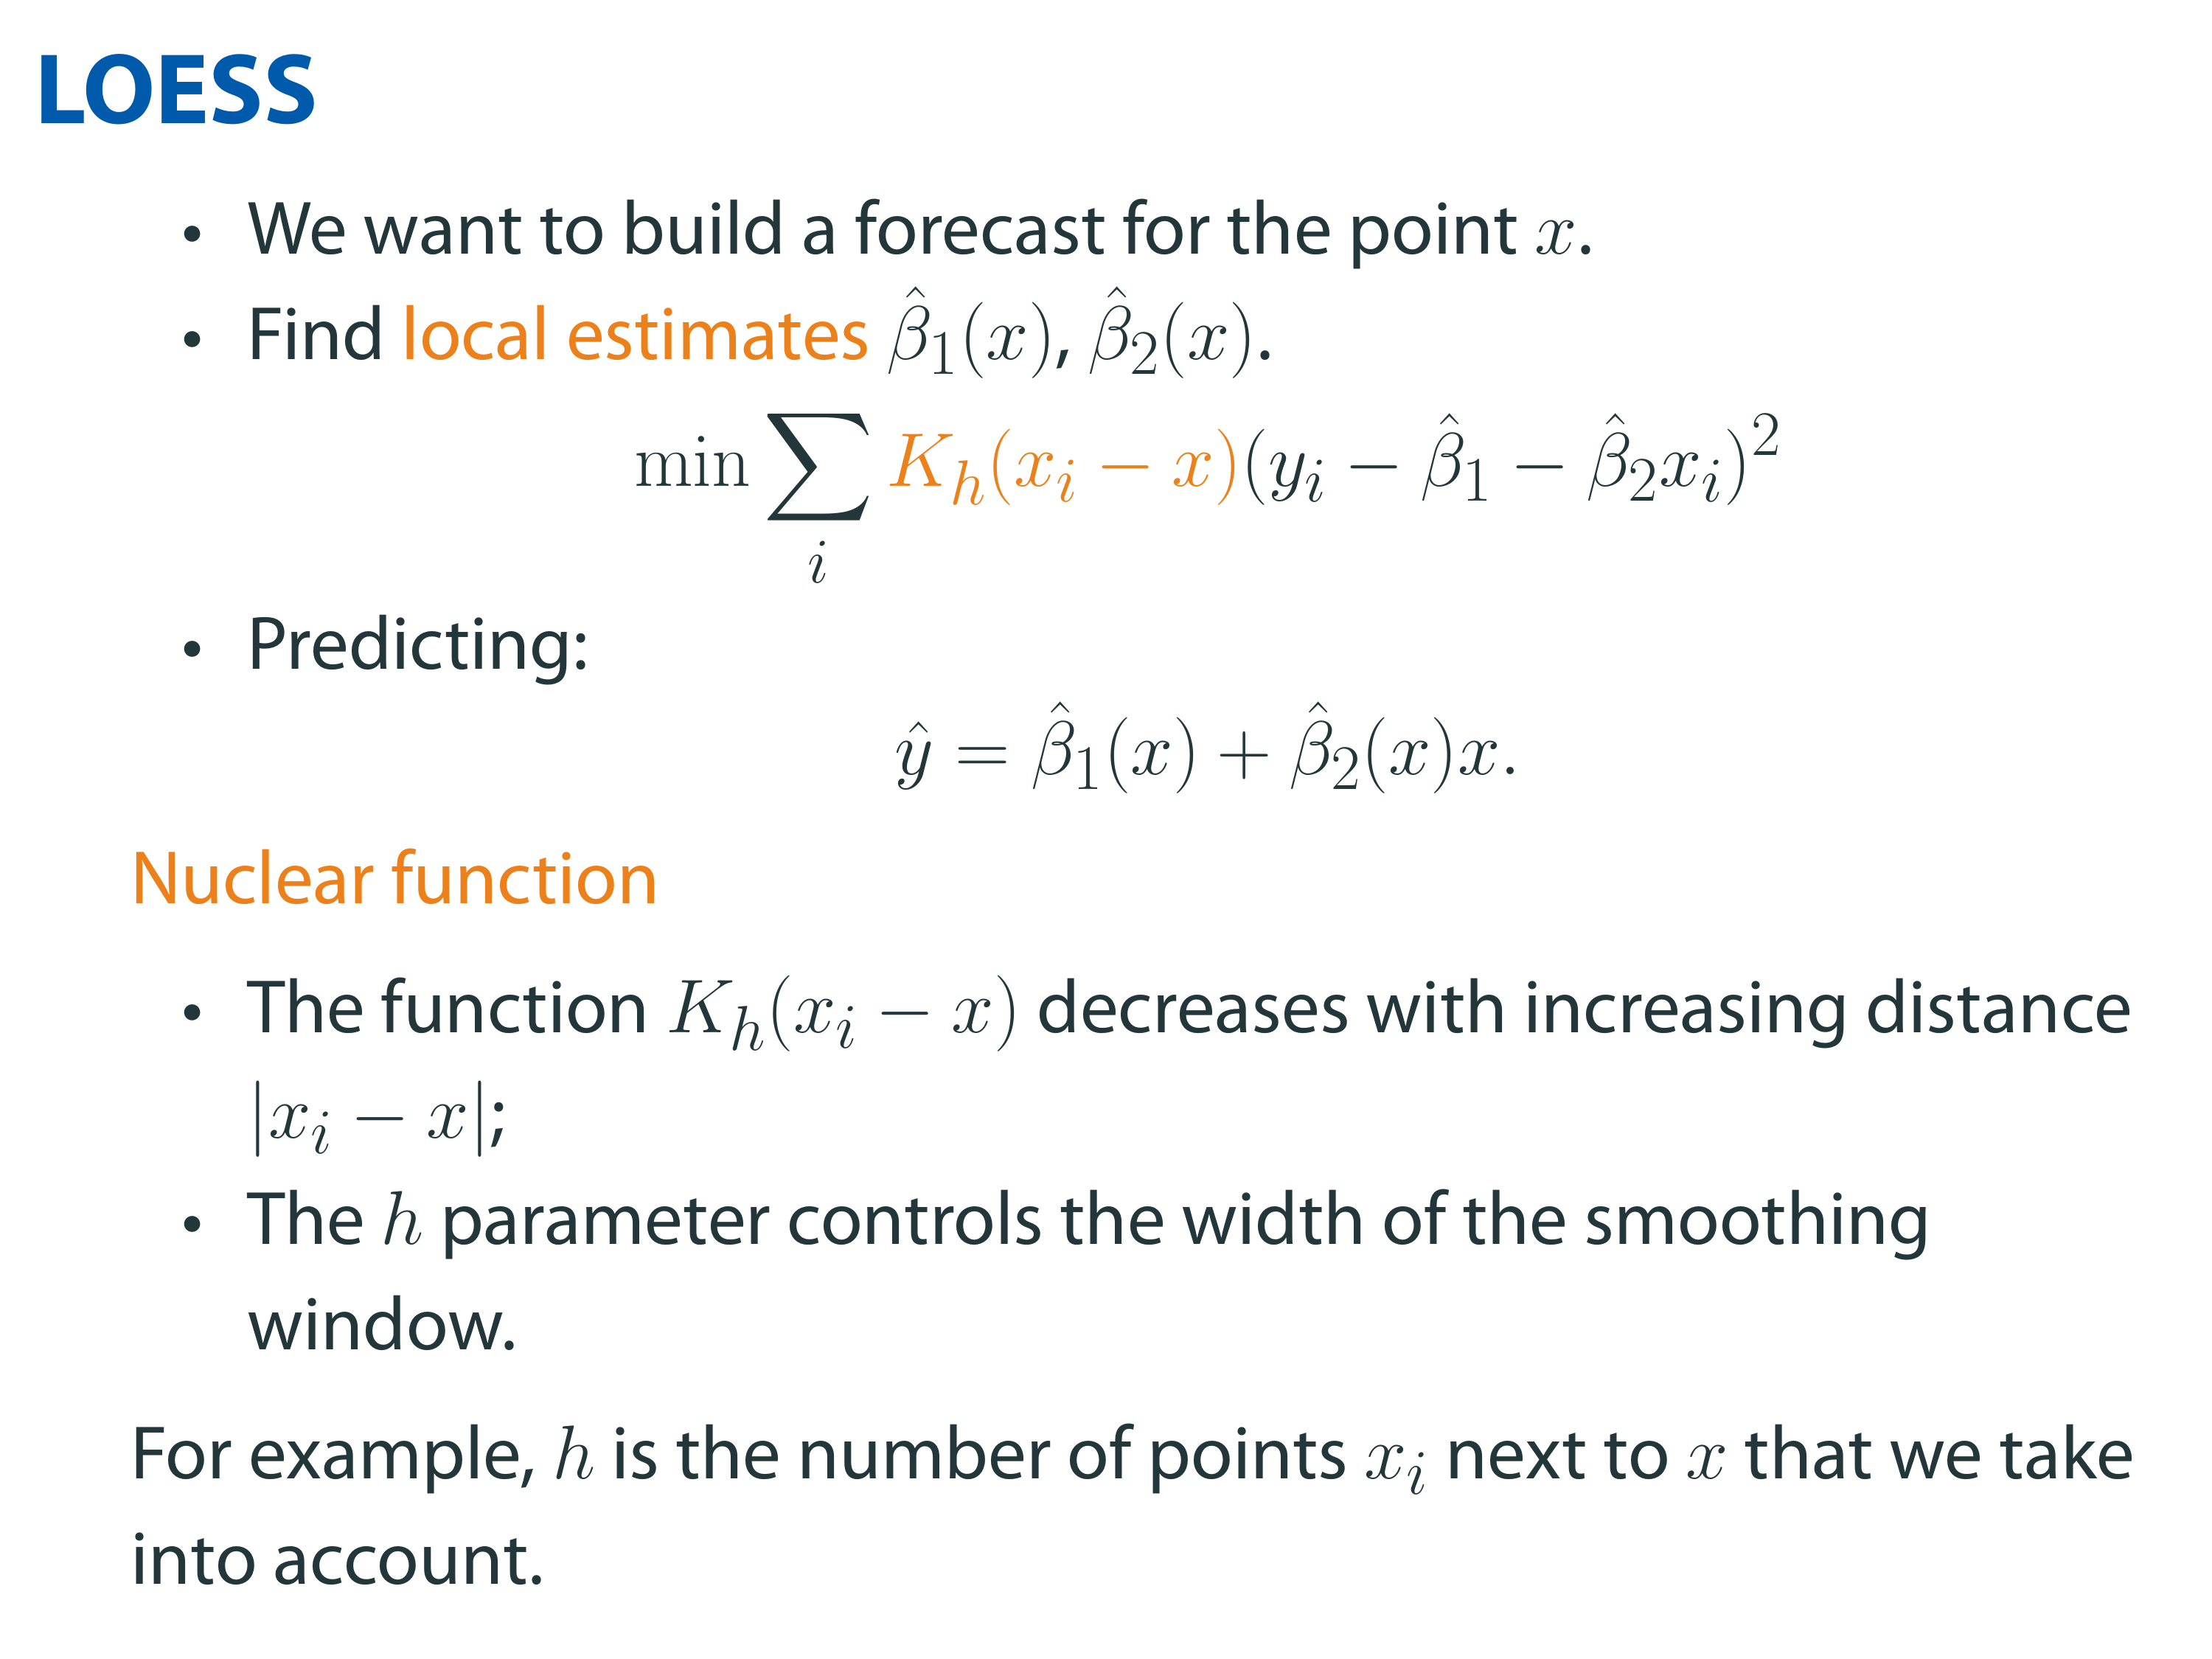 LOESS
• We want to build a forecast for the point x.
• Find local estimates β̂₁(x), β̂₂(x).
min ∑ᵢ K_h(xᵢ − x)(yᵢ − β̂₁ − β̂₂xᵢ)²
• Predicting:
ŷ = β̂₁(x) + β̂₂(x)x.
Nuclear function
• The function K_h(xᵢ − x) decreases with increasing distance
|xᵢ − x|;
• The h parameter controls the width of the smoothing
window.
For example, h is the number of points xᵢ next to x that we take
into account.